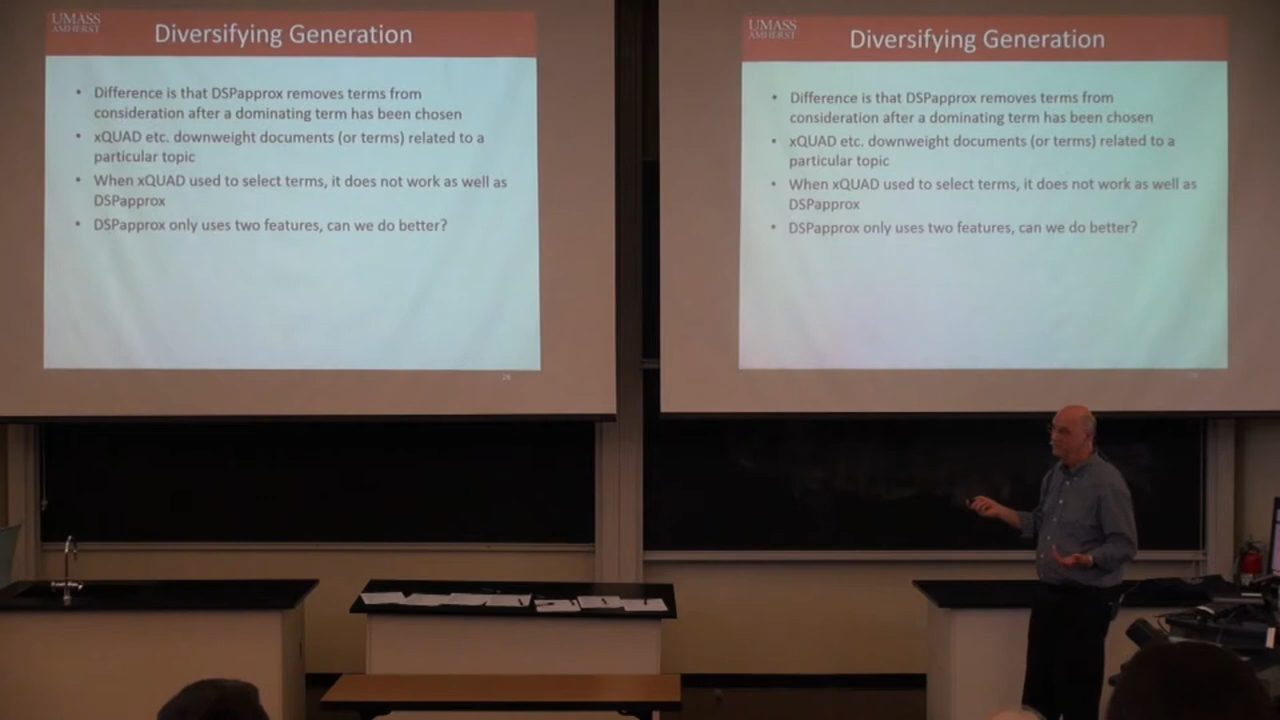 UMASS
AMHERST
Diversifying Generation
• Difference is that DSPapprox removes terms from
consideration after a dominating term has been chosen
• xQUAD etc. downweight documents (or terms) related to a
particular topic
• When xQUAD used to select terms, it does not work as well as
DSPapprox
• DSPapprox only uses two features, can we do better?
UMASS
AMHERST
Diversifying Generation
• Difference is that DSPapprox removes terms from
consideration after a dominating term has been chosen
• xQUAD etc. downweight documents (or terms) related to a
particular topic
• When xQUAD used to select terms, it does not work as well as
DSPapprox
• DSPapprox only uses two features, can we do better?